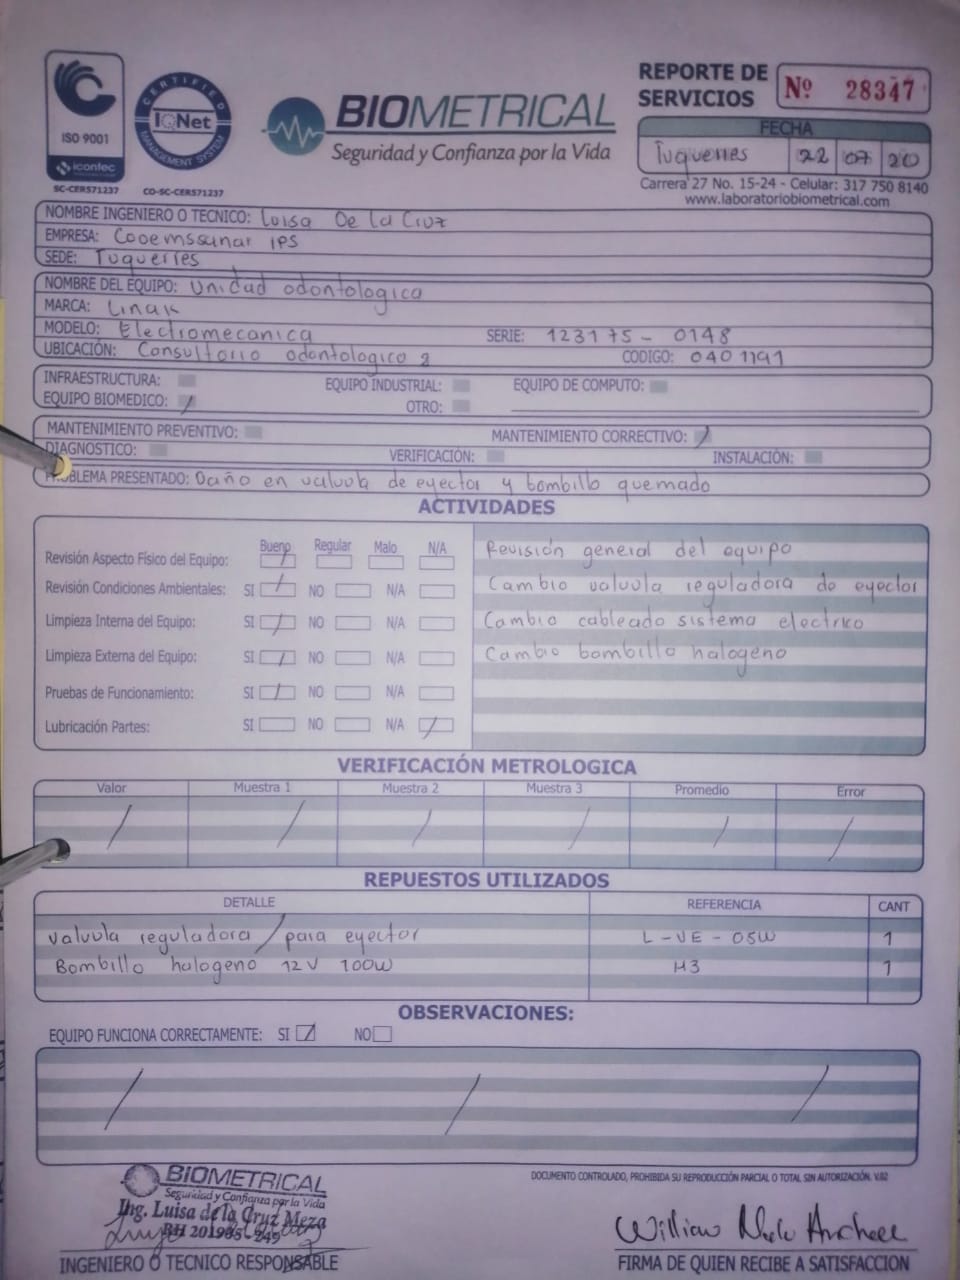 ISO 9001
icontec
SC-CER571237
CERTIFIED
IQNet
MANAGEMENT SYSTEM
CO-SC-CER571237
BIOMETRICAL
Seguridad y Confianza por la Vida
REPORTE DE SERVICIOS Nº 28347
FECHA
Tuquerres 22 07 20
Carrera 27 No. 15-24 - Celular: 317 750 8140
www.laboratoriobiometrical.com
NOMBRE INGENIERO O TECNICO: Luisa De la Cruz
EMPRESA: Cooemssanar IPS
SEDE: Tuquerres
NOMBRE DEL EQUIPO: Unidad odontologica
MARCA: Linak
MODELO: Electromecanica SERIE: 123175-0148
UBICACIÓN: Consultorio odontologico 2 CODIGO: 0401191
INFRAESTRUCTURA: EQUIPO INDUSTRIAL: EQUIPO DE COMPUTO:
EQUIPO BIOMEDICO: / OTRO:
MANTENIMIENTO PREVENTIVO: MANTENIMIENTO CORRECTIVO: /
DIAGNOSTICO: VERIFICACIÓN: INSTALACIÓN:
PROBLEMA PRESENTADO: Daño en valvula de eyector y bombillo quemado
ACTIVIDADES
Bueno Regular Malo N/A
Revisión Aspecto Físico del Equipo: /
Revisión Condiciones Ambientales: SI / NO N/A
Limpieza Interna del Equipo: SI / NO N/A
Limpieza Externa del Equipo: SI / NO N/A
Pruebas de Funcionamiento: SI / NO N/A
Lubricación Partes: SI NO N/A /
Revisión general del equipo
Cambio valvula reguladora de eyector
Cambio cableado sistema electrico
Cambio bombillo halogeno
VERIFICACIÓN METROLOGICA
Valor Muestra 1 Muestra 2 Muestra 3 Promedio Error
/ / / / / /
REPUESTOS UTILIZADOS
DETALLE REFERENCIA CANT
valvula reguladora / para eyector L-VE-05W 1
Bombillo halogeno 12V 100W H3 1
OBSERVACIONES:
EQUIPO FUNCIONA CORRECTAMENTE: SI / NO
/ / /
DOCUMENTO CONTROLADO, PROHIBIDA SU REPRODUCCIÓN PARCIAL O TOTAL SIN AUTORIZACIÓN. V.02
BIOMETRICAL
Seguridad y Confianza por la Vida
Ing. Luisa de la Cruz Meza
INGENIERO O TECNICO RESPONSABLE
William
FIRMA DE QUIEN RECIBE A SATISFACCION